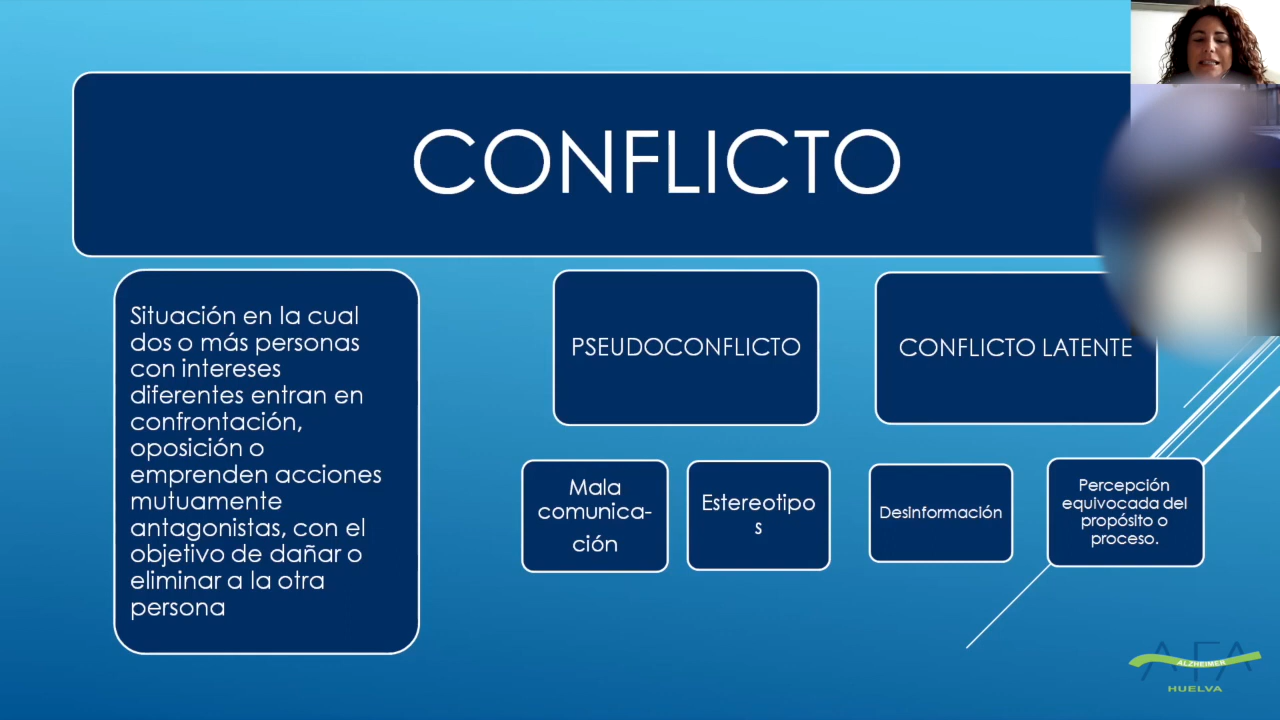 CONFLICTO
Situación en la cual
dos o más personas
con intereses
diferentes entran en
confrontación,
oposición o
emprenden acciones
mutuamente
antagonistas, con el
objetivo de dañar o
eliminar a la otra
persona
PSEUDOCONFLICTO
CONFLICTO LATENTE
Mala
comunica-
ción
Estereotipo
s
Desinformación
Percepción
equivocada del
propósito o
proceso.
AFA
ALZHEIMER
HUELVA